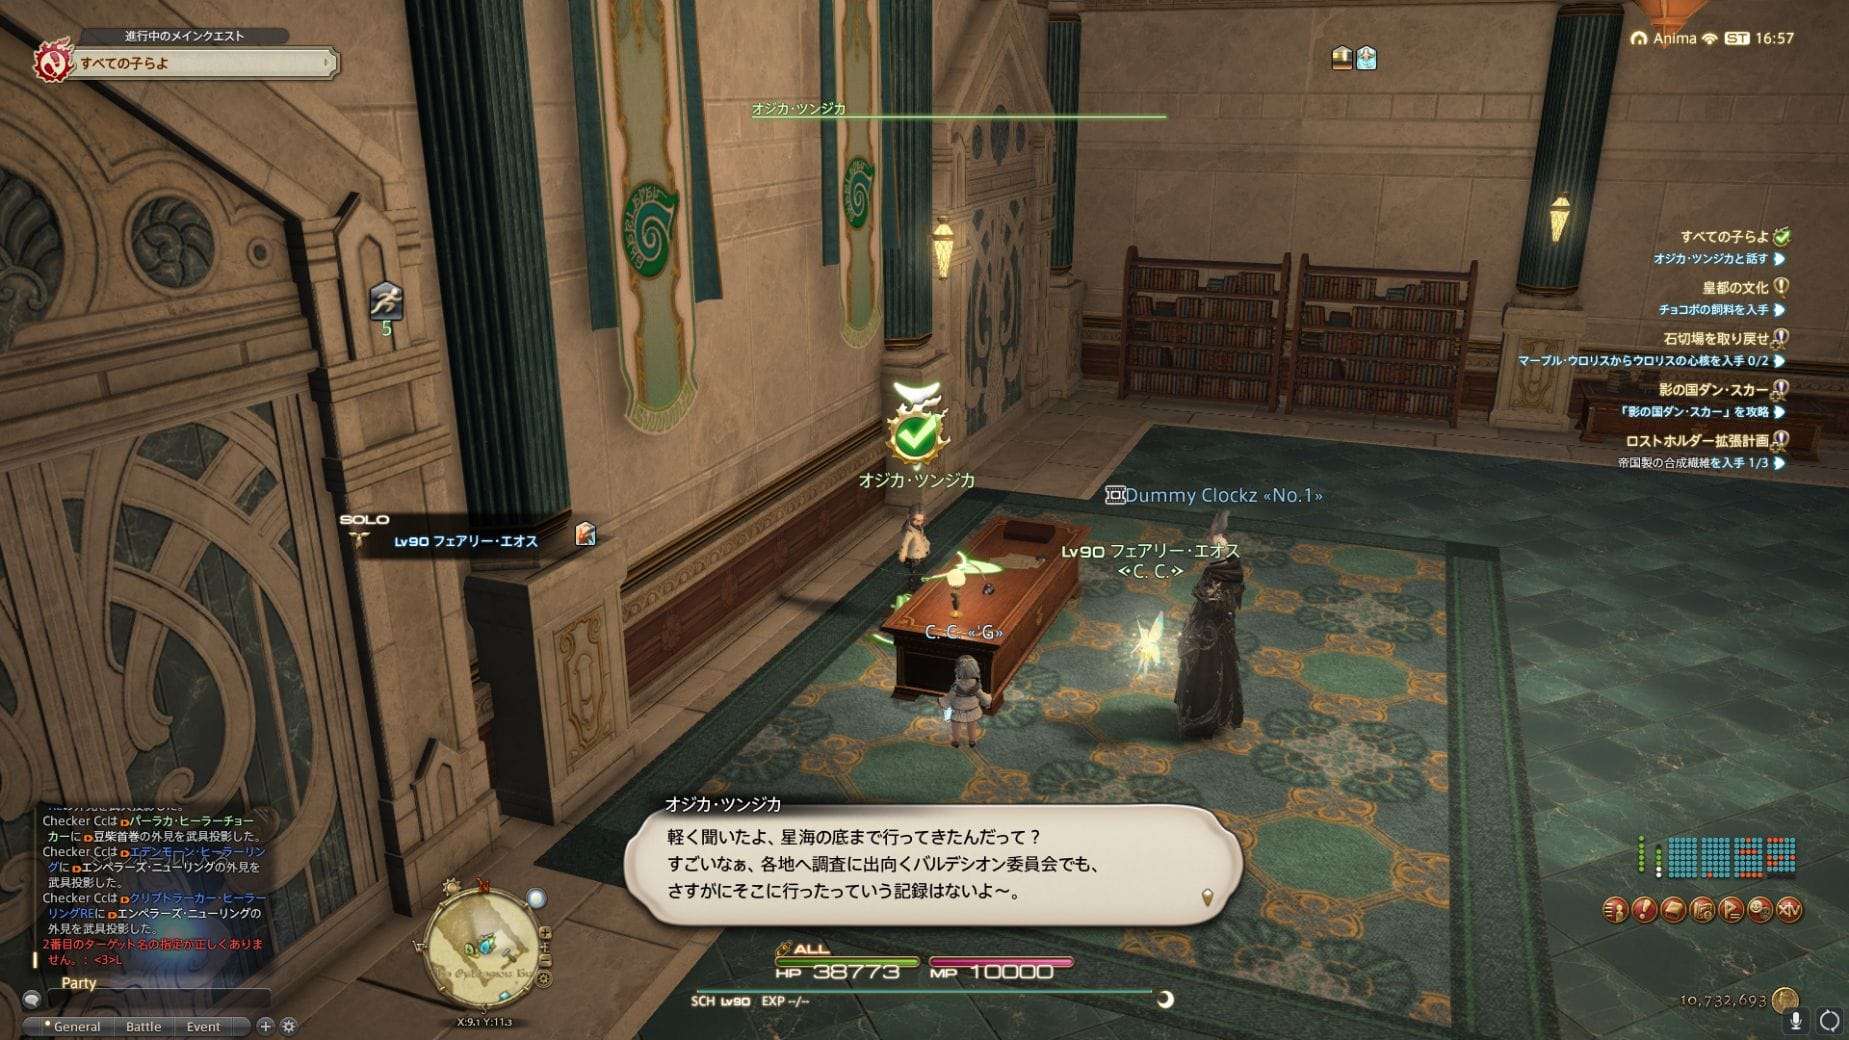 進行中のメインクエスト
すべての子らよ
Anima ST 16:57
オジカ・ツンジカ
すべての子らよ
オジカ・ツンジカと話す
皇都の文化
チョコボの飼料を入手
石切場を取り戻せ
マーブル・ウロリスからウロリスの心核を入手 0/2
影の国ダン・スカー
「影の国ダン・スカー」を攻略
ロストホルダー拡張計画
帝国製の合成繊維を入手 1/3
5
オジカ・ツンジカ
Dummy Clockz «No.1»
SOLO
Lv90 フェアリー・エオス
Lv90 フェアリー・エオス
<・C. C.・>
C. C. «'G»
オジカ・ツンジカ
軽く聞いたよ、星海の底まで行ってきたんだって？
すごいなぁ、各地へ調査に出向くバルデシオン委員会でも、
さすがにそこに行ったっていう記録はないよ～。
Checker Ccは パーラカ・ヒーラーチョー
カーに 豆柴首巻の外見を武具投影した。
Checker Ccは エデンモーン・ヒーラーリン
グに エンペラーズ・ニューリングの外見を
武具投影した。
Checker Ccは クリプトラーカー・ヒーラー
リングREに エンペラーズ・ニューリングの
外見を武具投影した。
2番目のターゲット名の指定が正しくありま
せん。：<3>L
Party
General Battle Event
X:9.1 Y:11.3
ALL
HP 38773 MP 10000
SCH Lv90 EXP --/--
10,732,693
XIV